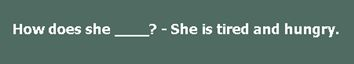 How does she ____? - She is tired and hungry.